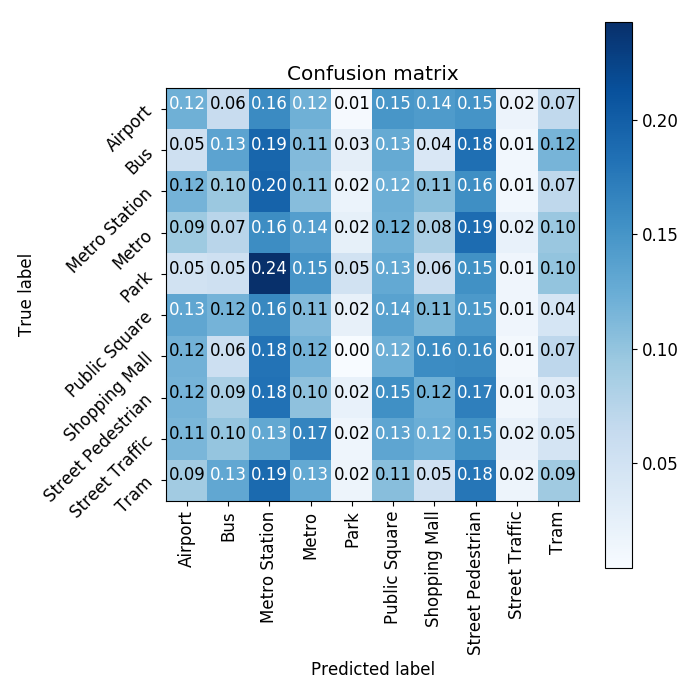 Confusion matrix
True label
Airport 0.12 0.06 0.16 0.12 0.01 0.15 0.14 0.15 0.02 0.07
Bus 0.05 0.13 0.19 0.11 0.03 0.13 0.04 0.18 0.01 0.12
Metro Station 0.12 0.10 0.20 0.11 0.02 0.12 0.11 0.16 0.01 0.07
Metro 0.09 0.07 0.16 0.14 0.02 0.12 0.08 0.19 0.02 0.10
Park 0.05 0.05 0.24 0.15 0.05 0.13 0.06 0.15 0.01 0.10
Public Square 0.13 0.12 0.16 0.11 0.02 0.14 0.11 0.15 0.01 0.04
Shopping Mall 0.12 0.06 0.18 0.12 0.00 0.12 0.16 0.16 0.01 0.07
Street Pedestrian 0.12 0.09 0.18 0.10 0.02 0.15 0.12 0.17 0.01 0.03
Street Traffic 0.11 0.10 0.13 0.17 0.02 0.13 0.12 0.15 0.02 0.05
Tram 0.09 0.13 0.19 0.13 0.02 0.11 0.05 0.18 0.02 0.09
Airport Bus Metro Station Metro Park Public Square Shopping Mall Street Pedestrian Street Traffic Tram
Predicted label
0.20
0.15
0.10
0.05